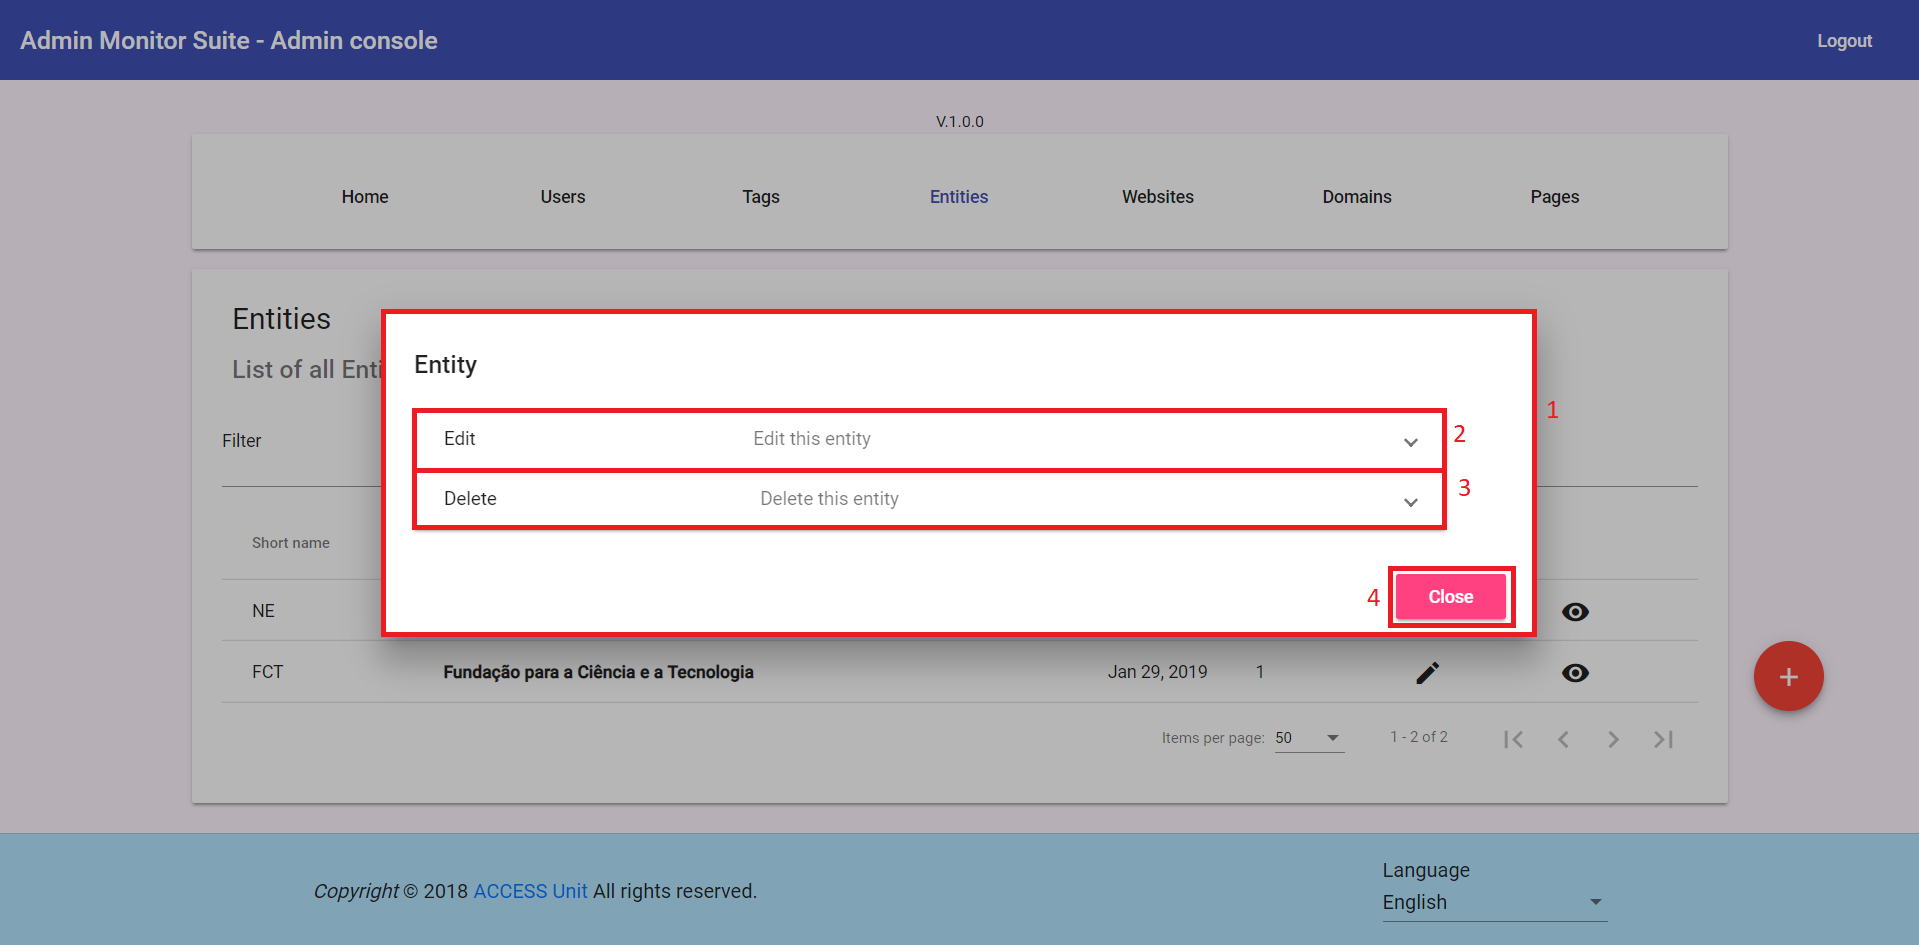 Admin Monitor Suite - Admin console
Logout
V.1.0.0
Home
Users
Tags
Entities
Websites
Domains
Pages
Entities
List of all Enti
Filter
Short name
Entity
1
Edit
Edit this entity
2
Delete
Delete this entity
3
4
Close
NE
FCT
Fundação para a Ciência e a Tecnologia
Jan 29, 2019
1
+
Items per page:
50
1 - 2 of 2
Copyright © 2018 ACCESS Unit All rights reserved.
Language
English